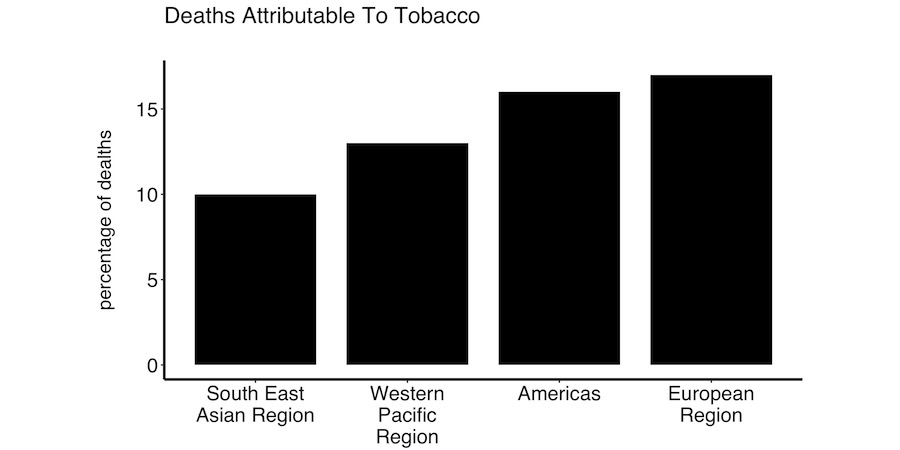 Deaths Attributable To Tobacco
percentage of dealths
15
10
5
0
South East
Asian Region
Western
Pacific
Region
Americas
European
Region